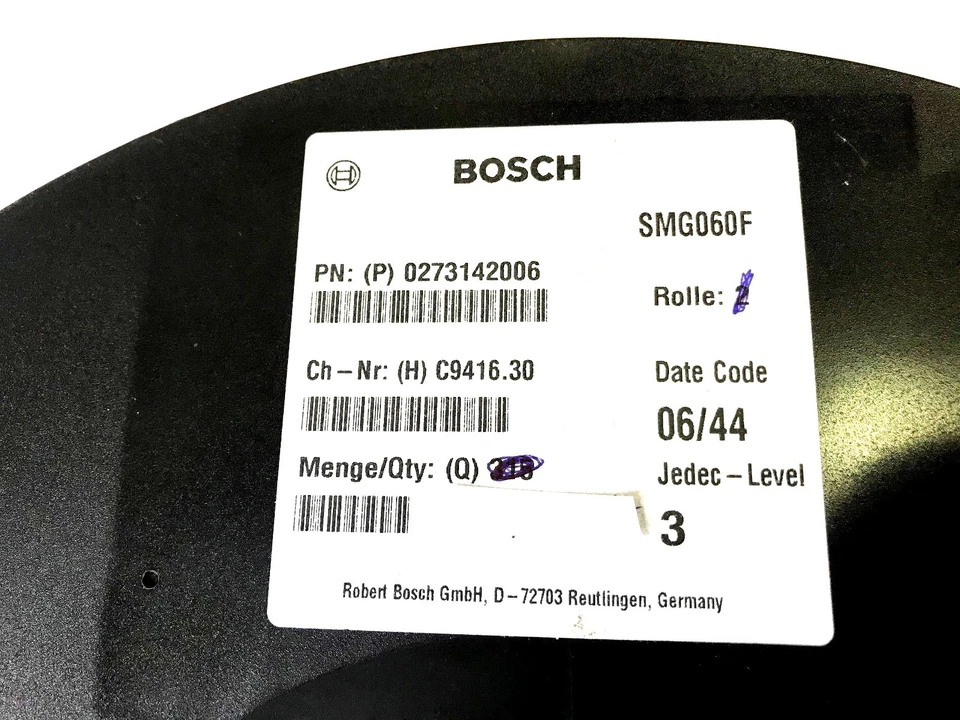 BOSCH
SMG060F
PN: (P) 0273142006
Rolle:
Ch-Nr: (H) C9416.30
Date Code
06/44
Menge/Qty: (Q)
Jedec-Level
3
Robert Bosch GmbH, D-72703 Reutlingen, Germany